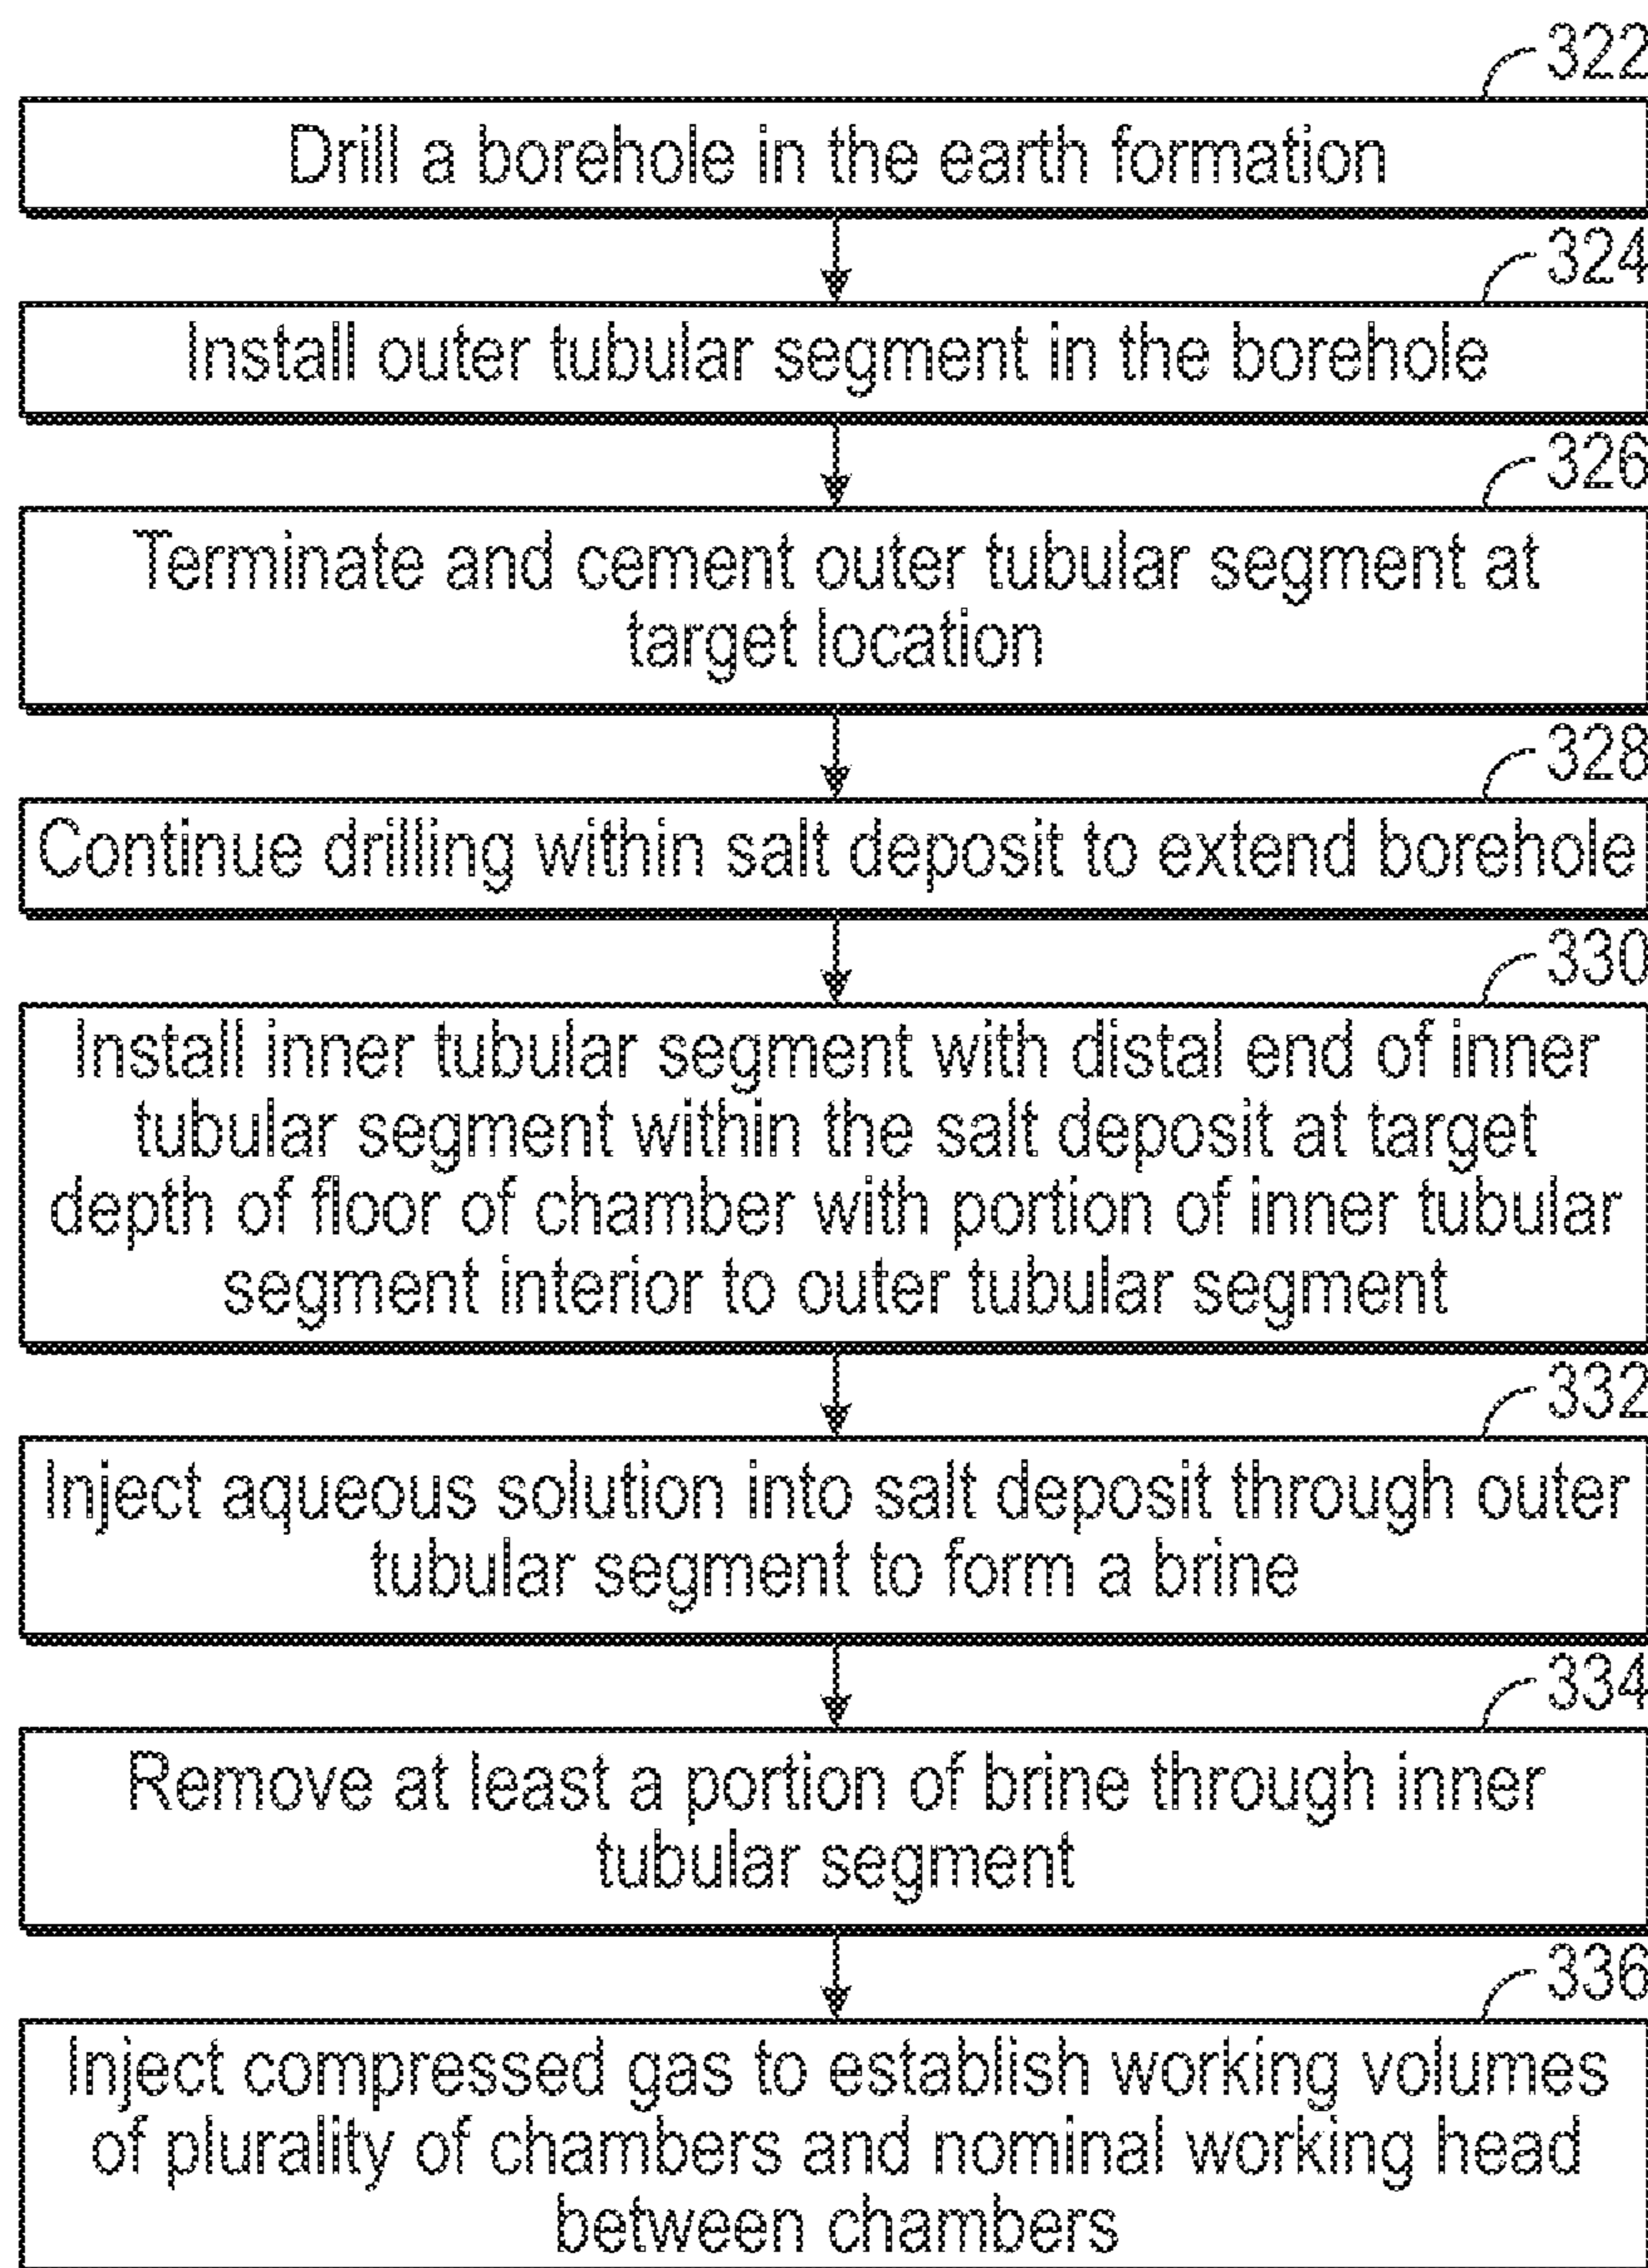 322
Drill a borehole in the earth formation
324
Install outer tubular segment in the borehole
326
Terminate and cement outer tubular segment at
target location
328
Continue drilling within salt deposit to extend borehole
330
Install inner tubular segment with distal end of inner
tubular segment within the salt deposit at target
depth of floor of chamber with portion of inner tubular
segment interior to outer tubular segment
332
Inject aqueous solution into salt deposit through outer
tubular segment to form a brine
334
Remove at least a portion of brine through inner
tubular segment
336
Inject compressed gas to establish working volumes
of plurality of chambers and nominal working head
between chambers